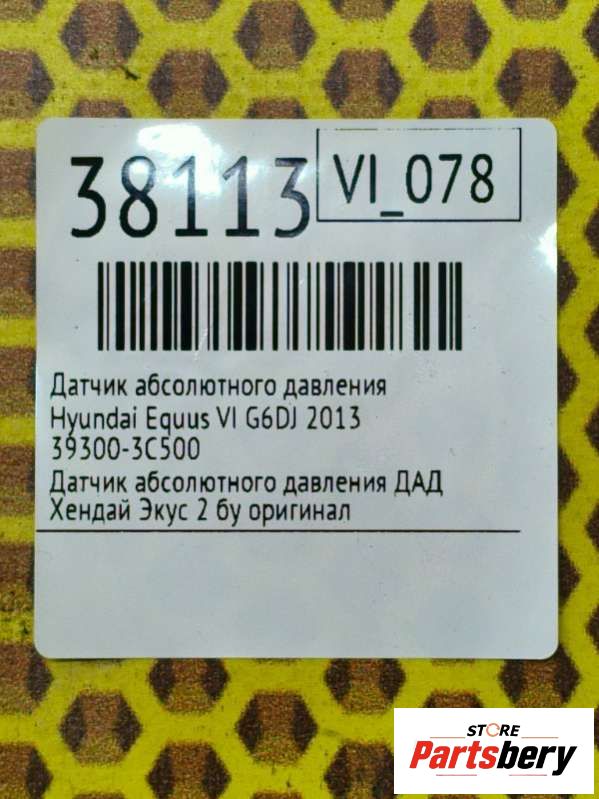 38113
VI_078
Датчик абсолютного давления
Hyundai Equus VI G6DJ 2013
39300-3C500
Датчик абсолютного давления ДАД
Хендай Экус 2 бу оригинал
STORE
Partsbery